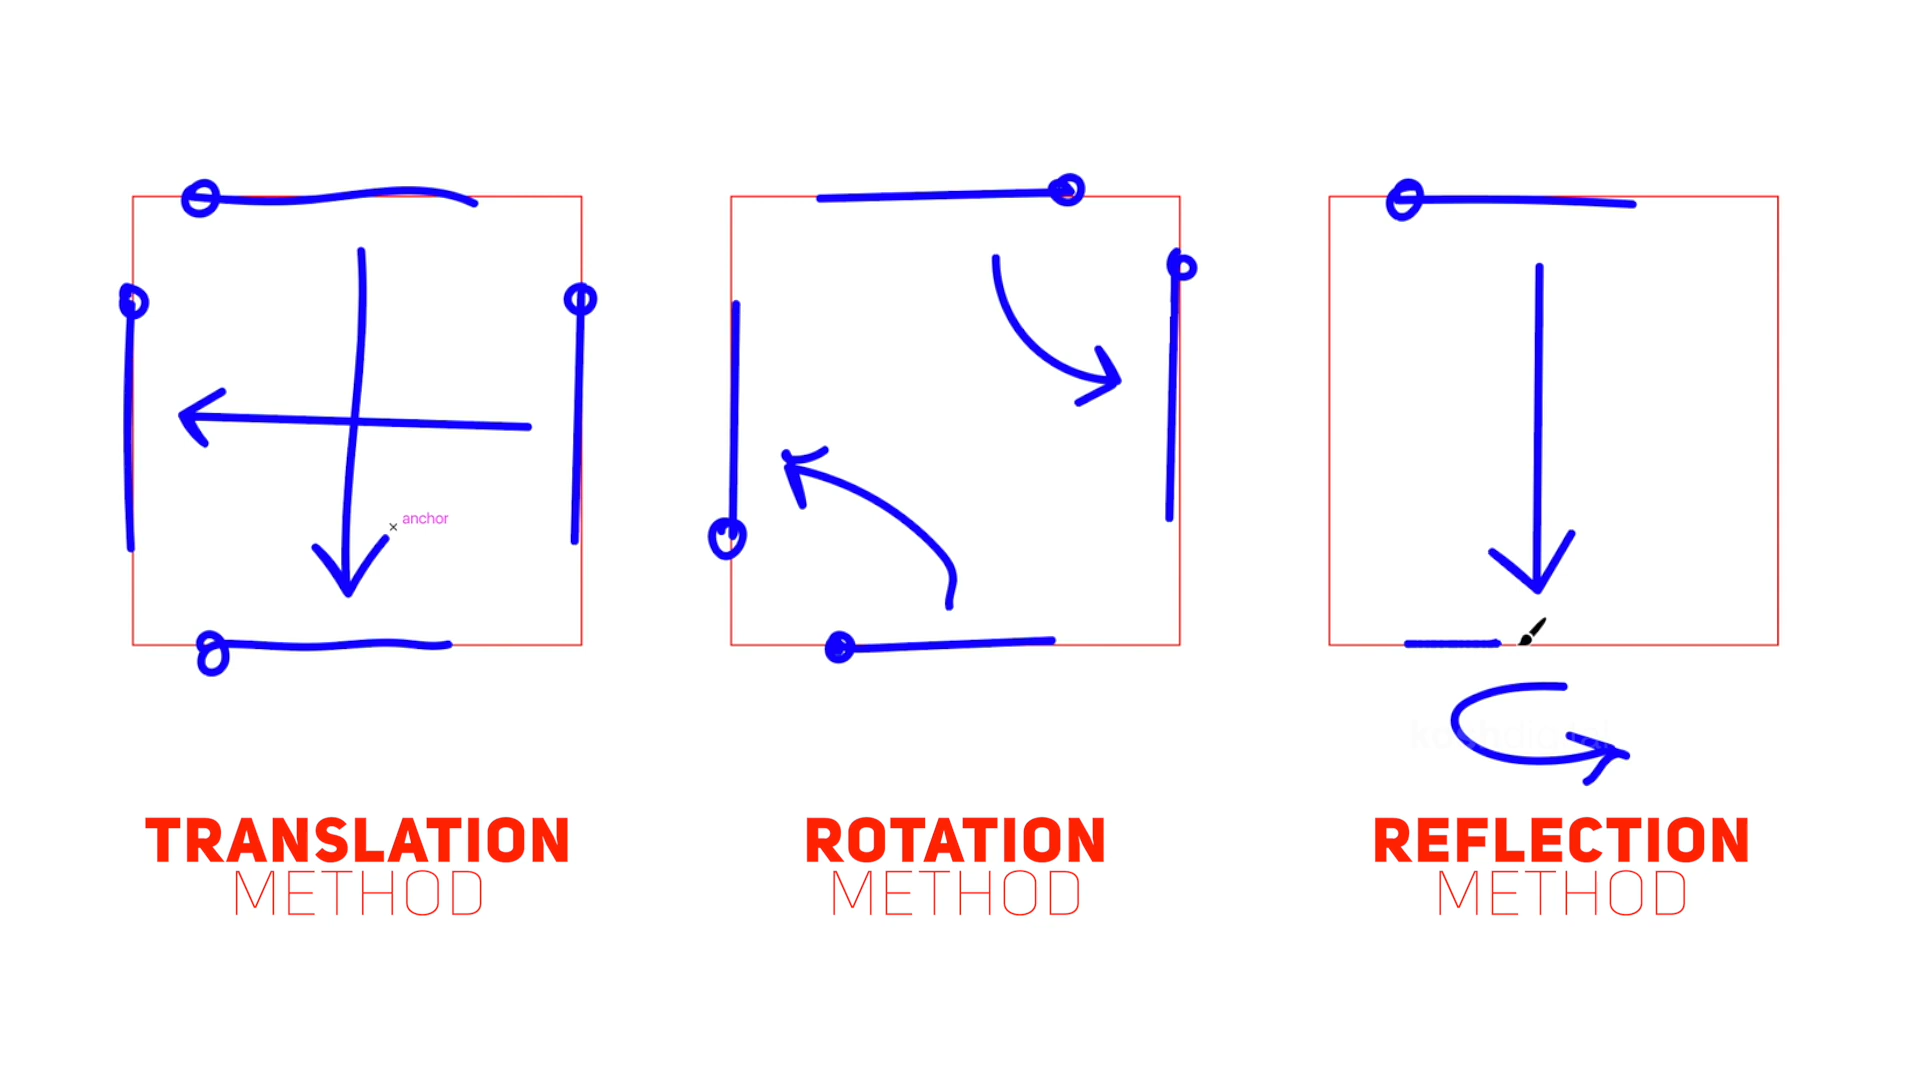 anchor
TRANSLATION
METHOD
ROTATION
METHOD
REFLECTION
METHOD